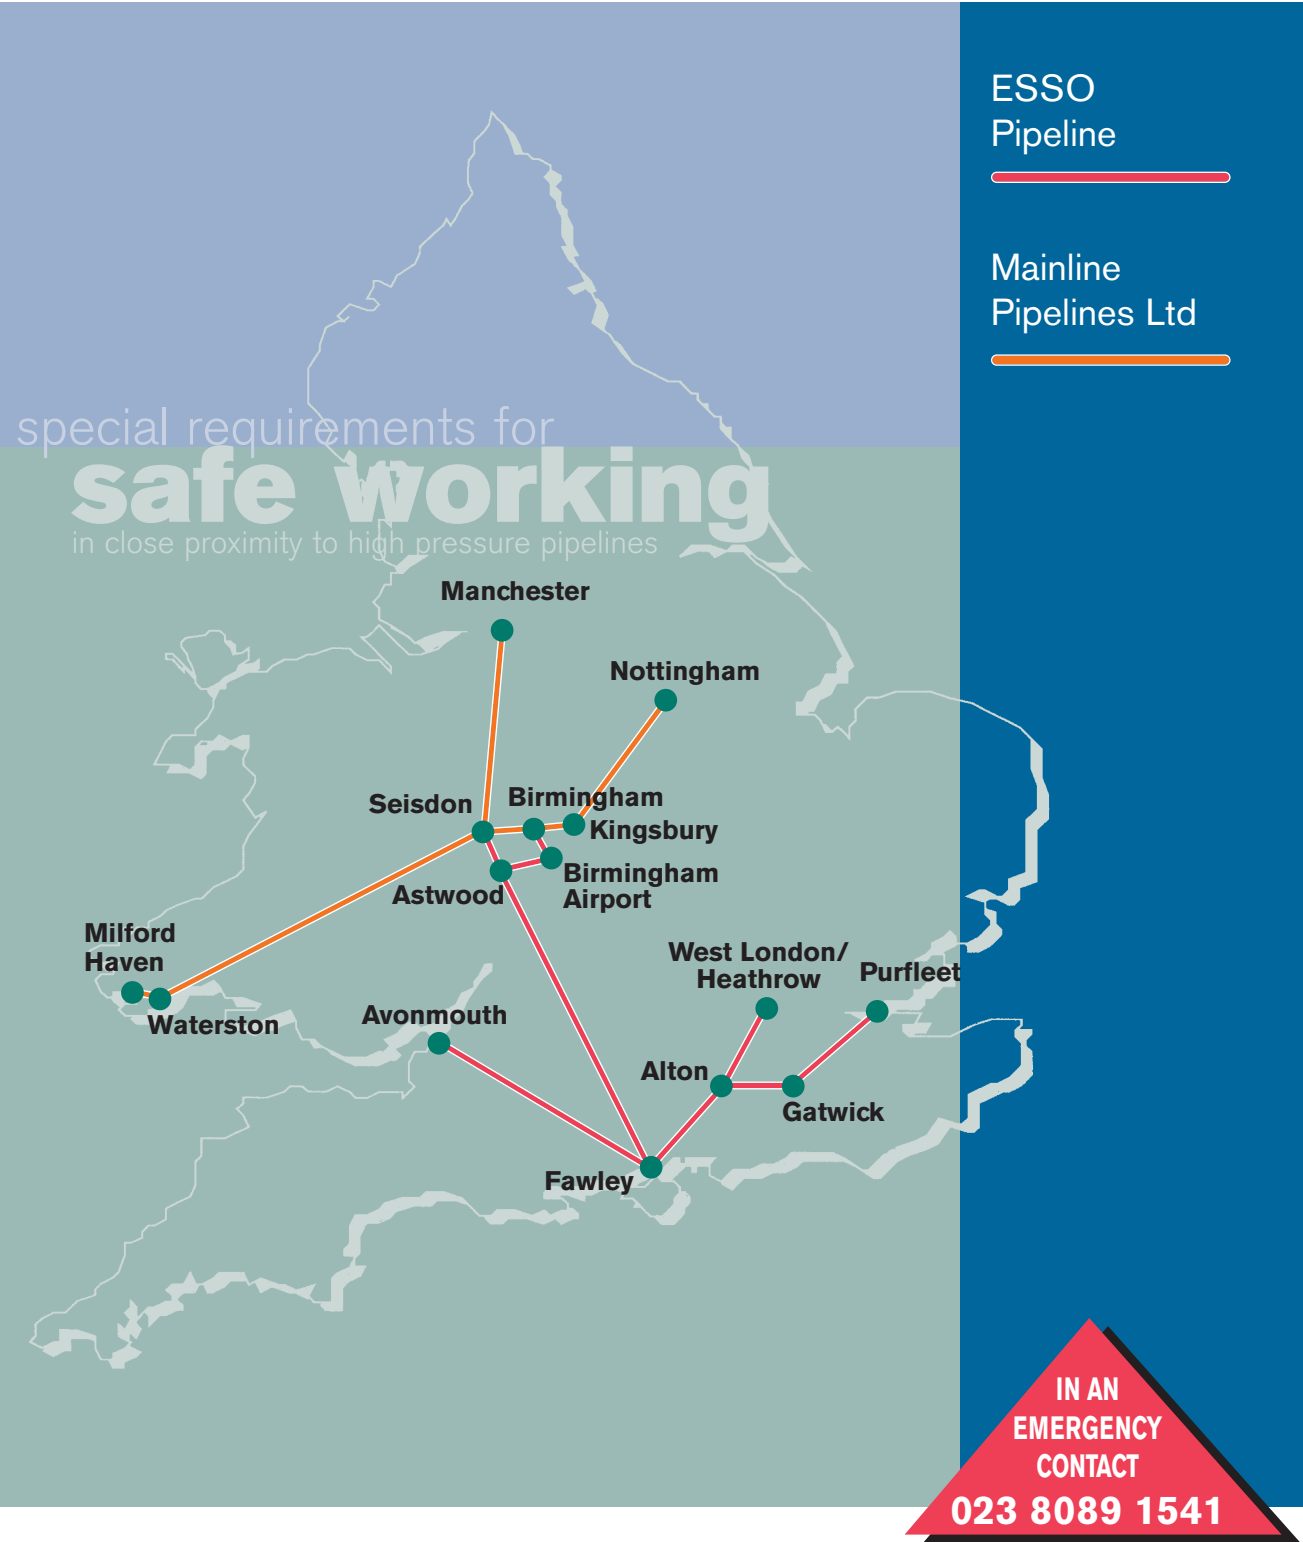 ESSO
Pipeline
Mainline
Pipelines Ltd
special requirements for
safe working
in close proximity to high pressure pipelines
Manchester
Nottingham
Seisdon
Birmingham
Kingsbury
Birmingham
Airport
Astwood
Milford
Haven
Waterston
West London/
Heathrow
Purfleet
Avonmouth
Alton
Gatwick
Fawley
IN AN
EMERGENCY
CONTACT
023 8089 1541